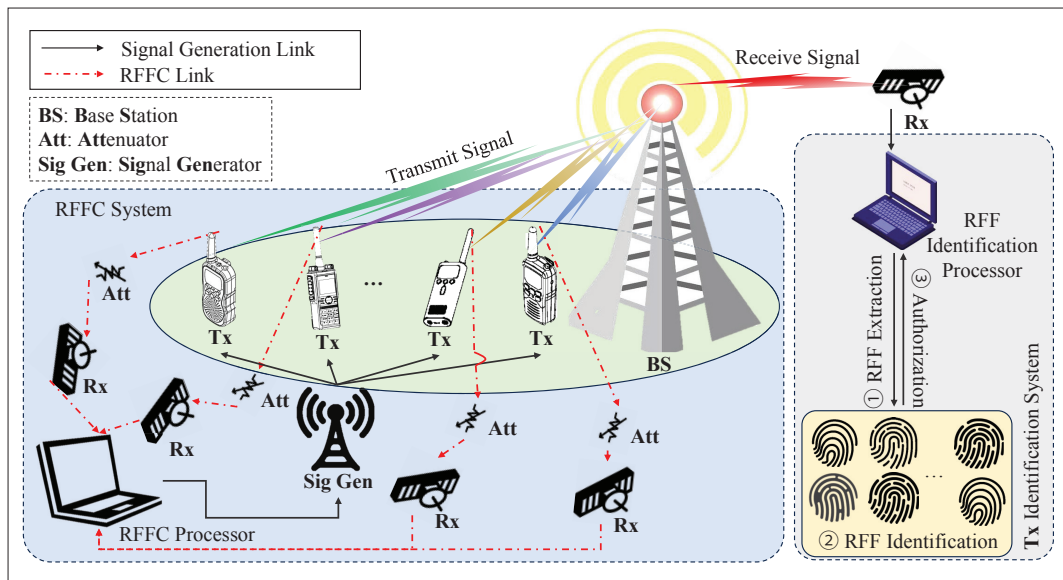 Signal Generation Link
RFFC Link
BS: Base Station
Att: Attenuator
Sig Gen: Signal Generator
Receive Signal
Rx
Transmit Signal
RFFC System
Att
Tx
Tx
...
Tx
Tx
BS
Rx
Rx
Att
Sig Gen
Att
Att
Rx
Rx
RFFC Processor
RFF
Identification
Processor
① RFF Extraction
③ Authorization
...
② RFF Identification
Tx Identification System